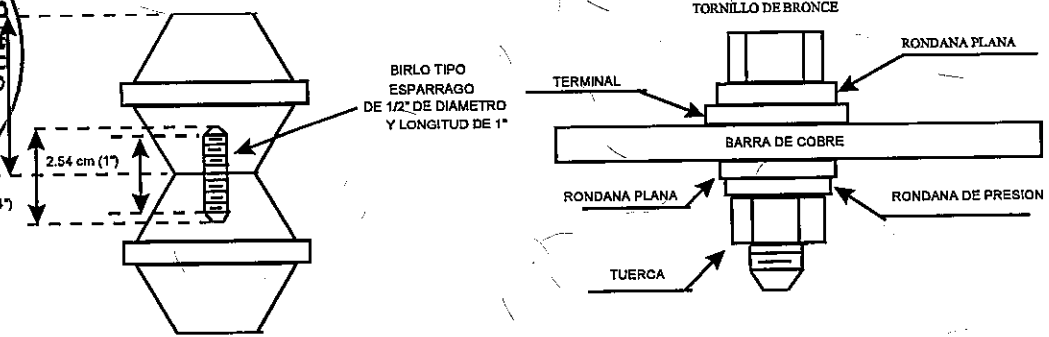 TORNILLO DE BRONCE
RONDANA PLANA
BIRLO TIPO
ESPARRAGO
DE 1/2" DE DIAMETRO
Y LONGITUD DE 1"
TERMINAL
BARRA DE COBRE
2.54 cm (1")
RONDANA PLANA
RONDANA DE PRESION
TUERCA